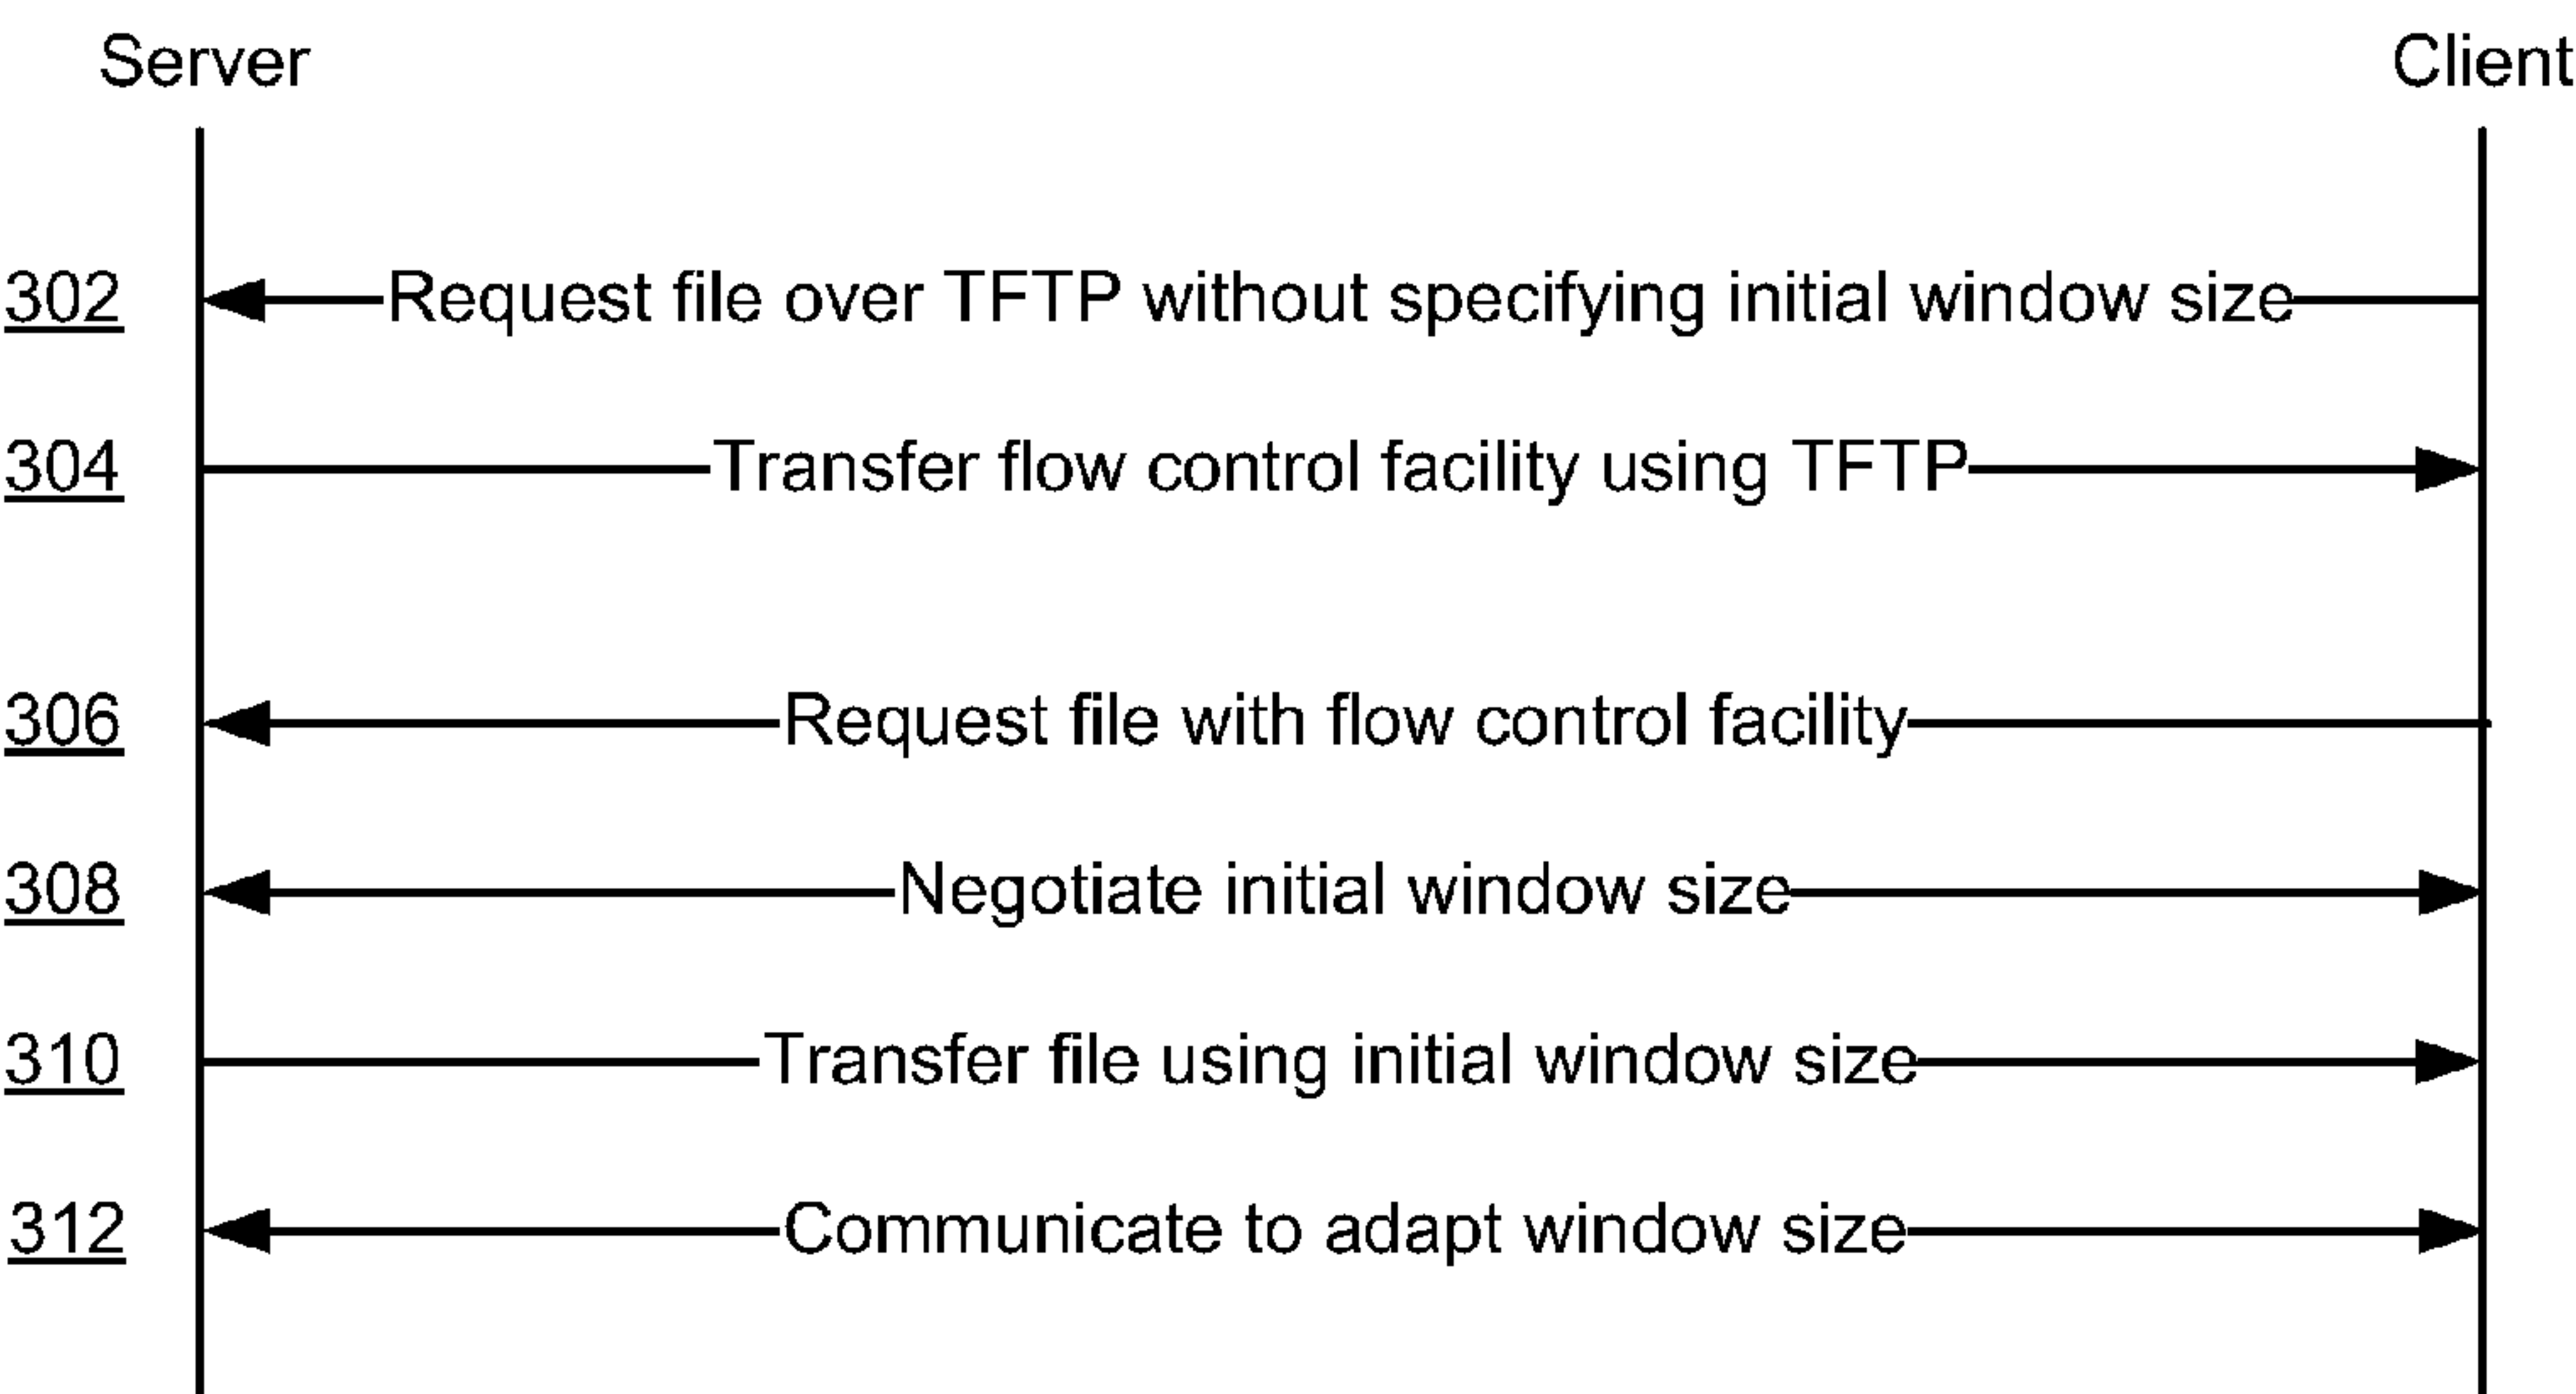 Server Client
302 Request file over TFTP without specifying initial window size
304 Transfer flow control facility using TFTP
306 Request file with flow control facility
308 Negotiate initial window size
310 Transfer file using initial window size
312 Communicate to adapt window size